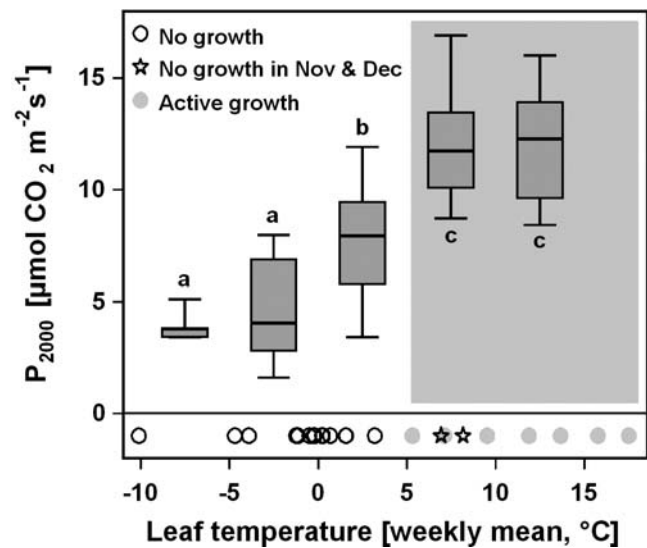 No growth
No growth in Nov & Dec
Active growth
15
10
5
0
P2000 [µmol CO2 m-2s-1]
a
a
b
c
c
-10 -5 0 5 10 15
Leaf temperature [weekly mean, °C]